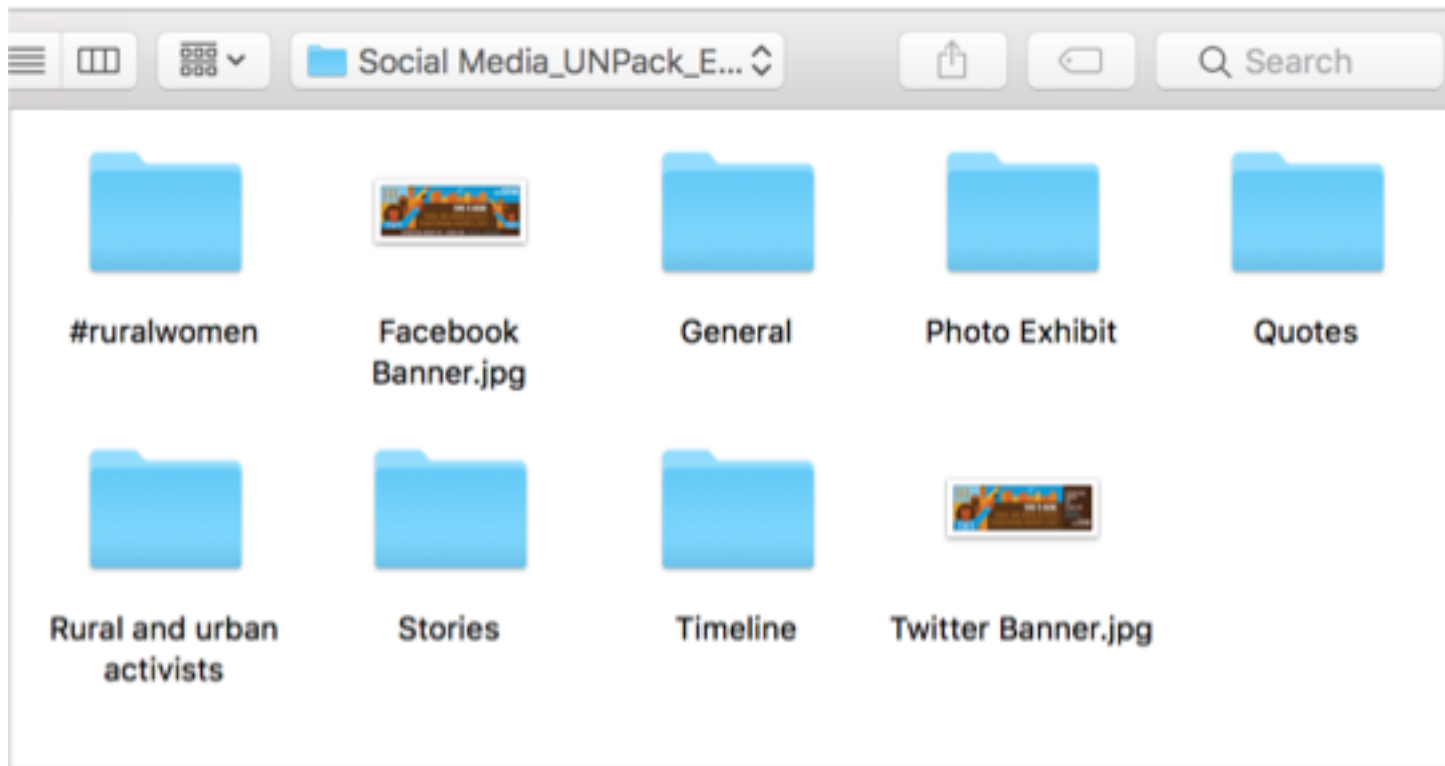 Social Media_UNPack_E...
Search
#ruralwomen
Facebook
Banner.jpg
General
Photo Exhibit
Quotes
Rural and urban
activists
Stories
Timeline
Twitter Banner.jpg